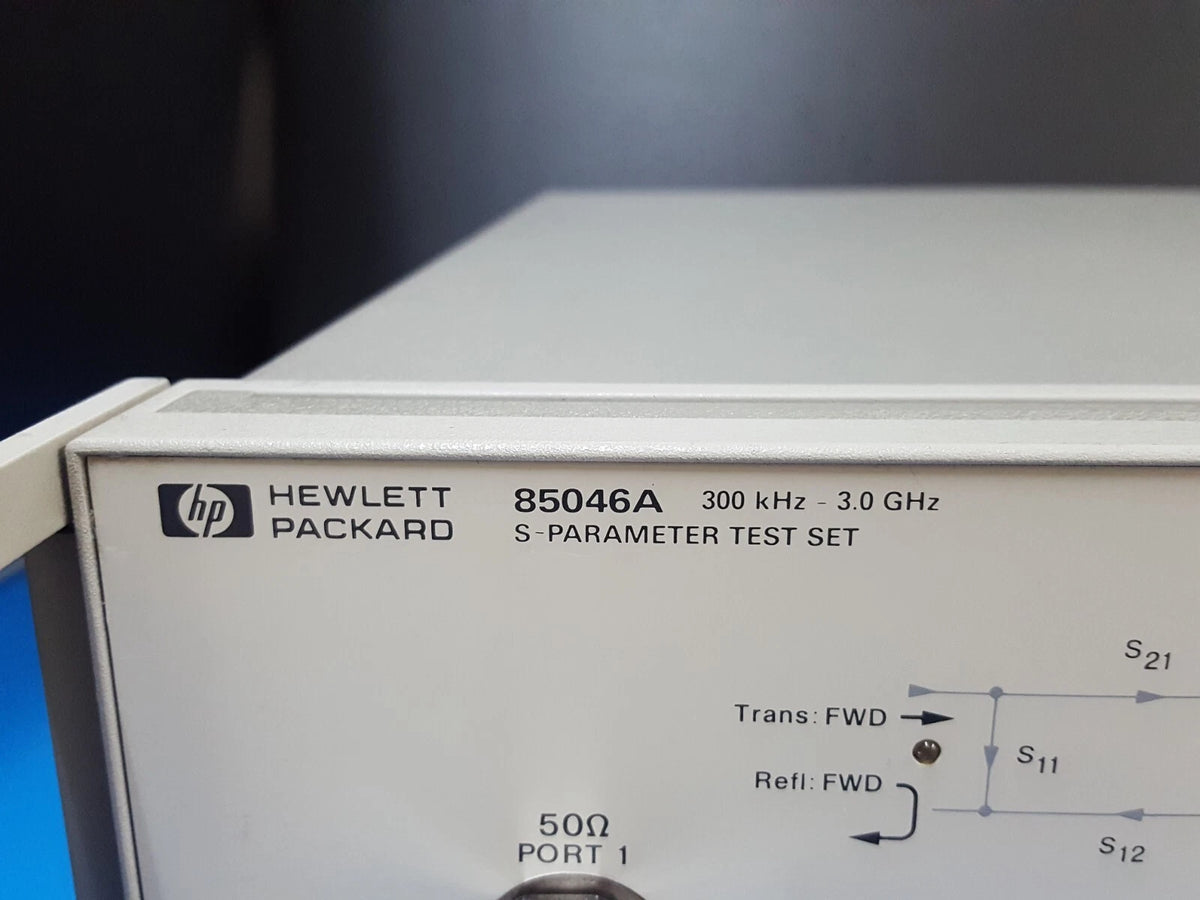 hp HEWLETT PACKARD
85046A 300 kHz - 3.0 GHz
S-PARAMETER TEST SET
S21
Trans: FWD
S11
Refl: FWD
50Ω
PORT 1
S12